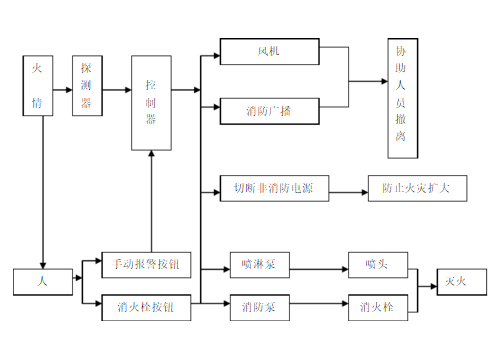 火情
探测器
控制器
风机
消防广播
协助人员撤离
切断非消防电源
防止火灾扩大
人
手动报警按钮
消火栓按钮
喷淋泵
喷头
消防泵
消火栓
灭火